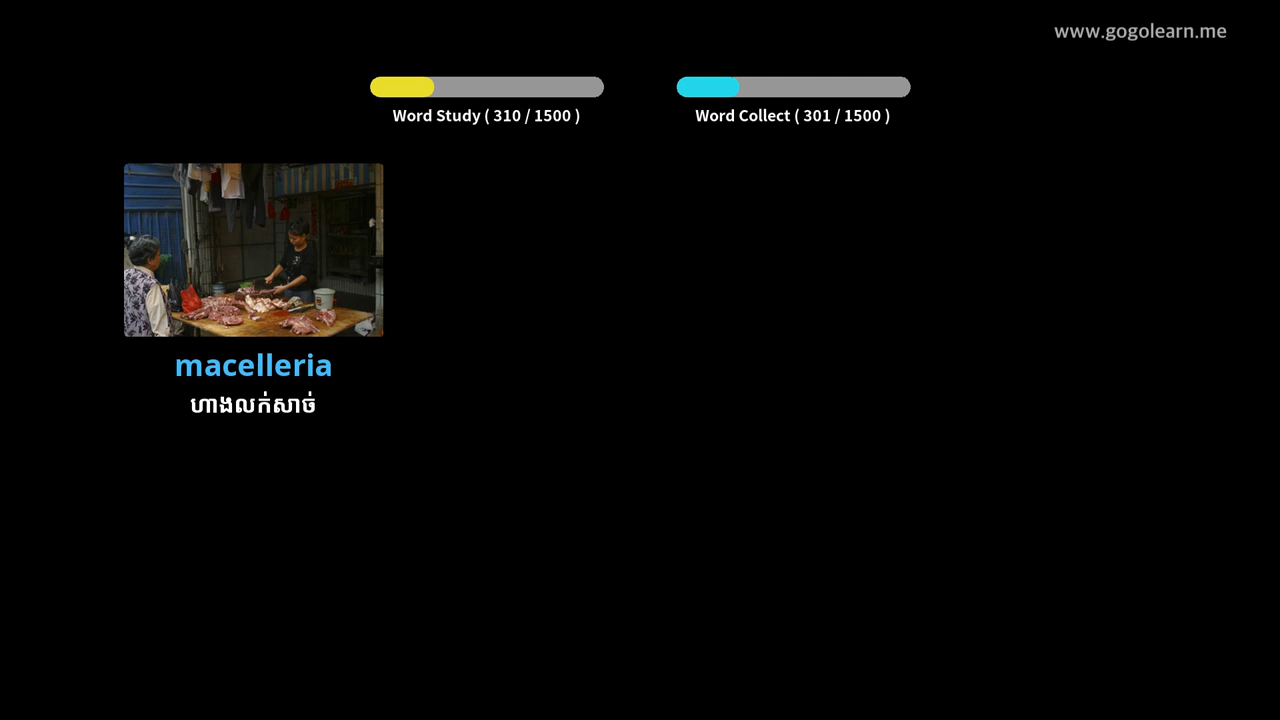 www.gogolearn.me
Word Study ( 310 / 1500 )
Word Collect ( 301 / 1500 )
macelleria
ហាងលក់សាច់